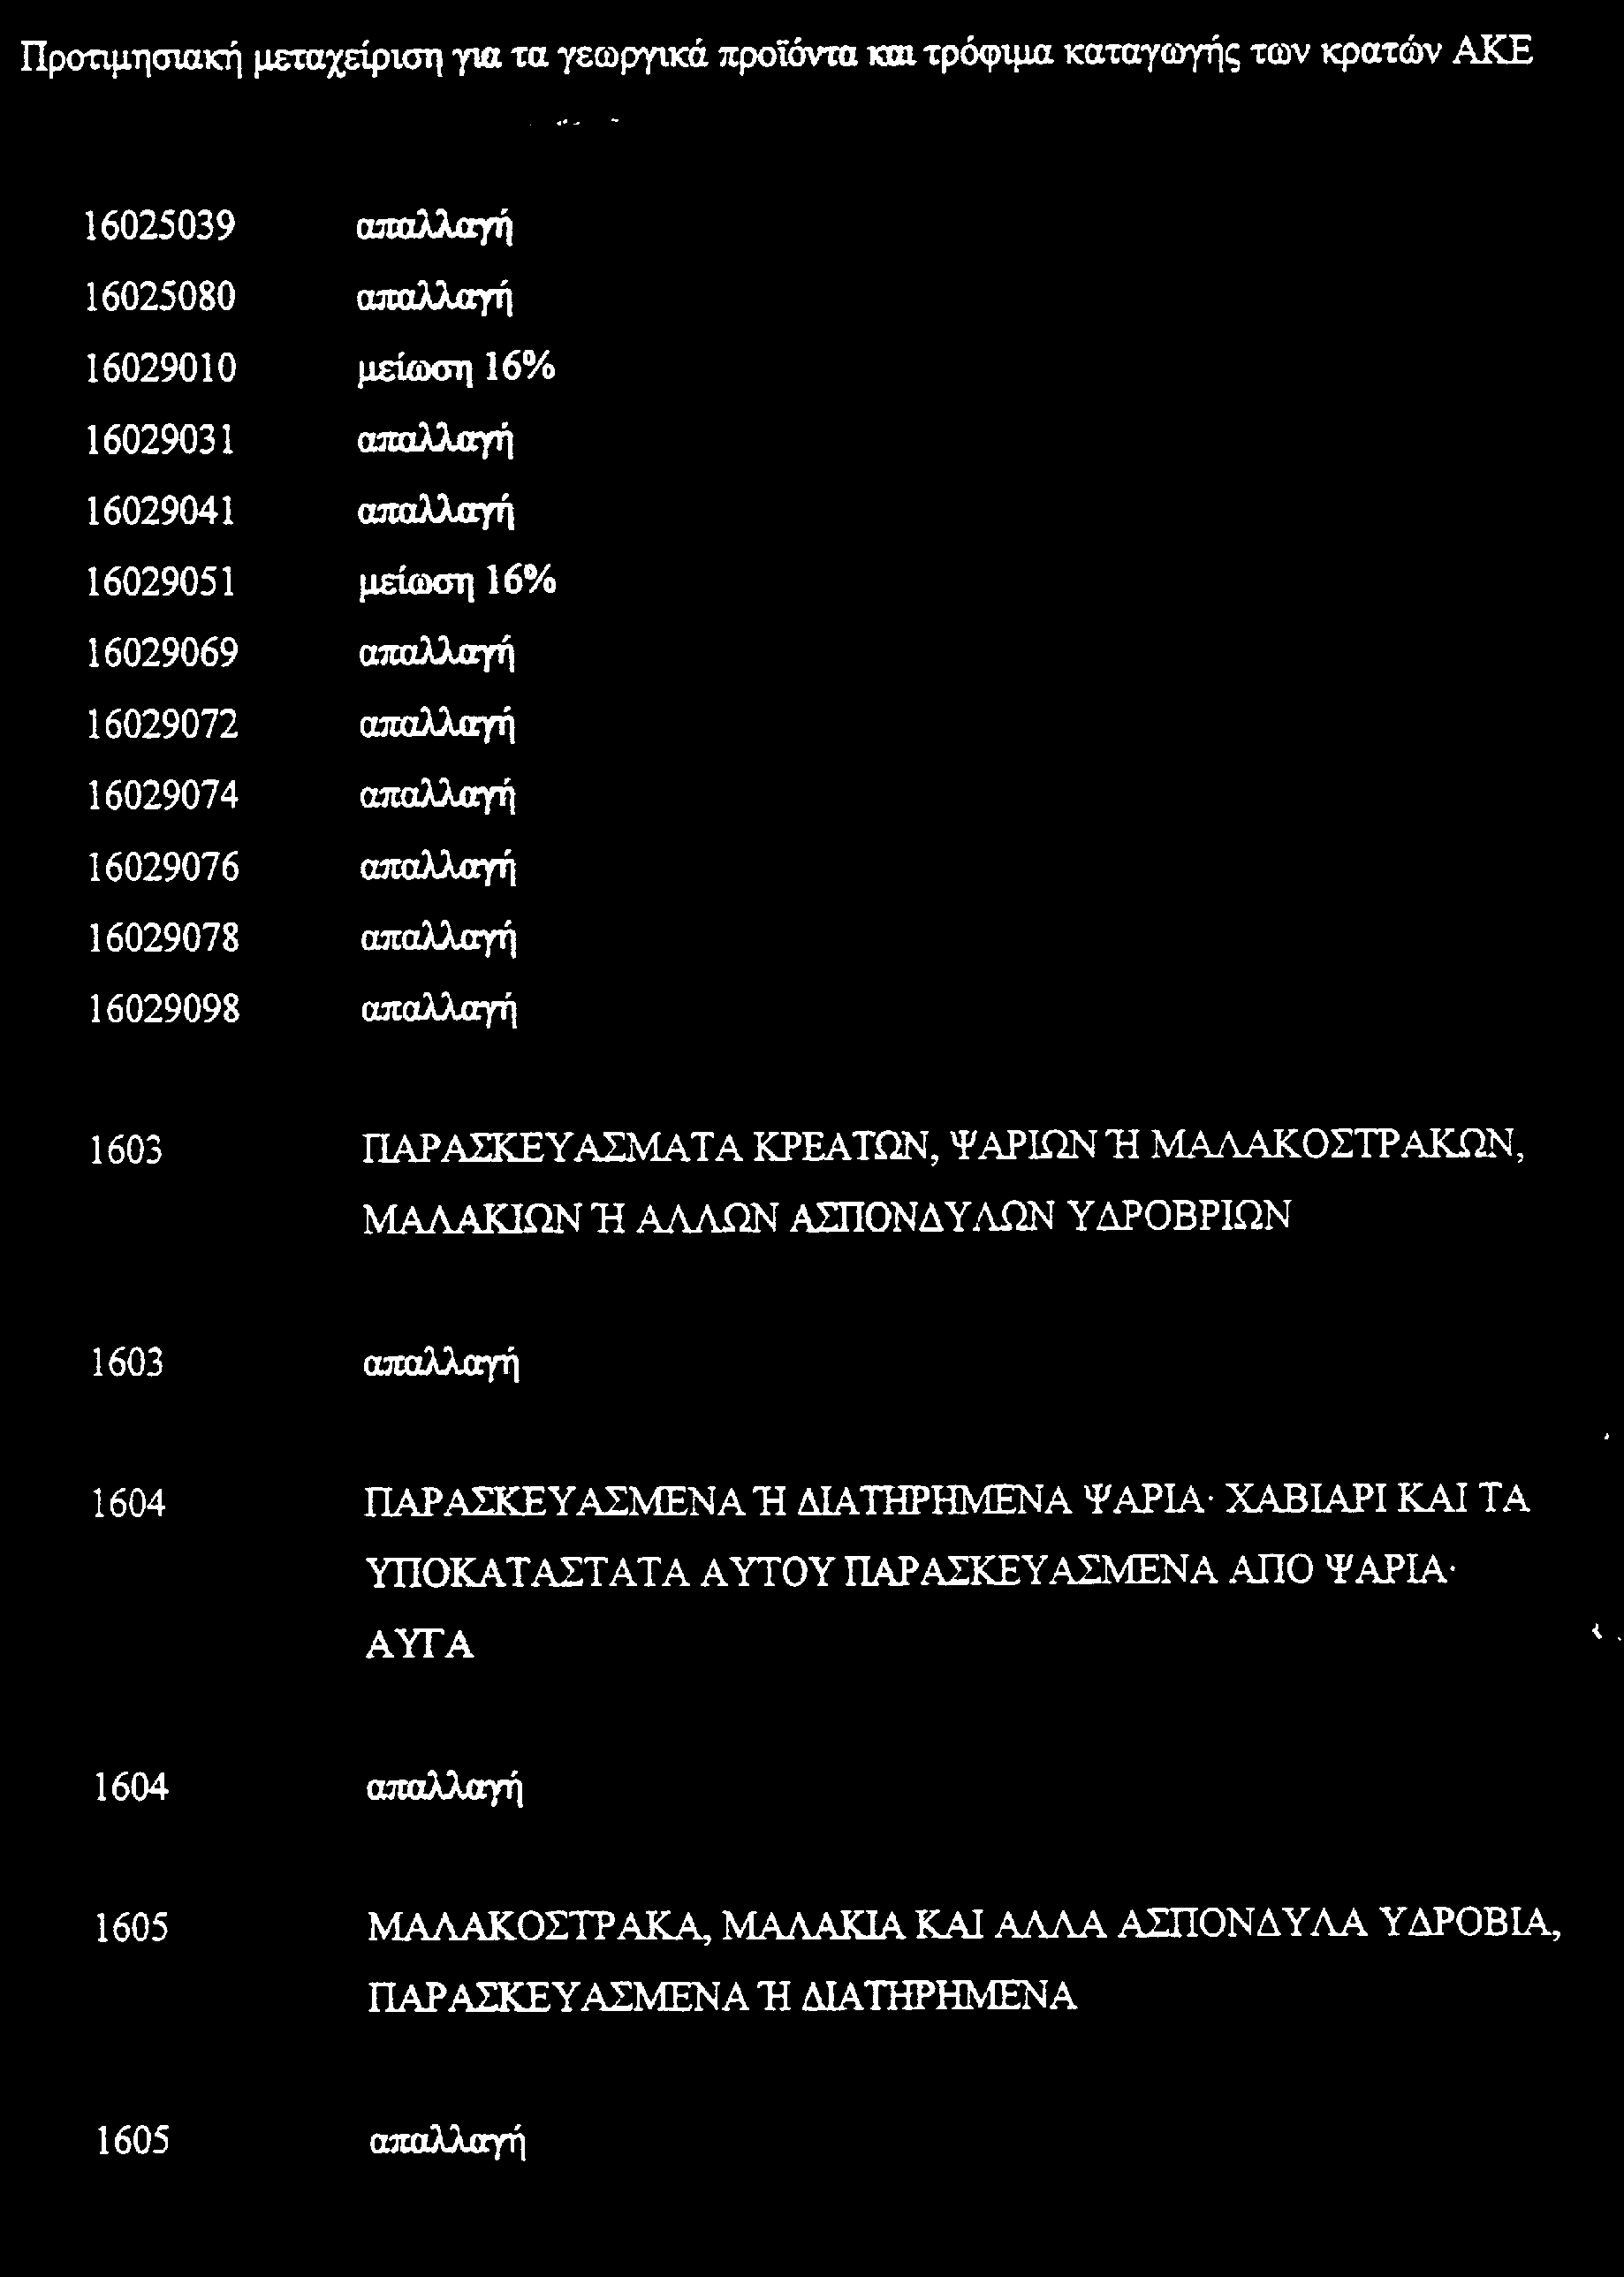 Προτιμησιακή μεταχείριση για τα γεωργικά προϊόντα και τρόφιμα καταγωγής των κρατών ΑΚΕ
16025039 απαλλαγή
16025080 απαλλαγή
16029010 μείωση 16%
16029031 απαλλαγή
16029041 απαλλαγή
16029051 μείωση 16%
16029069 απαλλαγή
16029072 απαλλαγή
16029074 απαλλαγή
16029076 απαλλαγή
16029078 απαλλαγή
16029098 απαλλαγή
1603 ΠΑΡΑΣΚΕΥΑΣΜΑΤΑ ΚΡΕΑΤΩΝ, ΨΑΡΙΩΝ Ή ΜΑΛΑΚΟΣΤΡΑΚΩΝ,
ΜΑΛΑΚΙΩΝ Ή ΑΛΛΩΝ ΑΣΠΟΝΔΥΛΩΝ ΥΔΡΟΒΡΙΩΝ
1603 απαλλαγή
1604 ΠΑΡΑΣΚΕΥΑΣΜΕΝΑ Ή ΔΙΑΤΗΡΗΜΕΝΑ ΨΑΡΙΑ· ΧΑΒΙΑΡΙ ΚΑΙ ΤΑ
ΥΠΟΚΑΤΑΣΤΑΤΑ ΑΥΤΟΥ ΠΑΡΑΣΚΕΥΑΣΜΕΝΑ ΑΠΟ ΨΑΡΙΑ·
ΑΥΓΑ
1604 απαλλαγή
1605 ΜΑΛΑΚΟΣΤΡΑΚΑ, ΜΑΛΑΚΙΑ ΚΑΙ ΑΛΛΑ ΑΣΠΟΝΔΥΛΑ ΥΔΡΟΒΙΑ,
ΠΑΡΑΣΚΕΥΑΣΜΕΝΑ Ή ΔΙΑΤΗΡΗΜΕΝΑ
1605 απαλλαγή